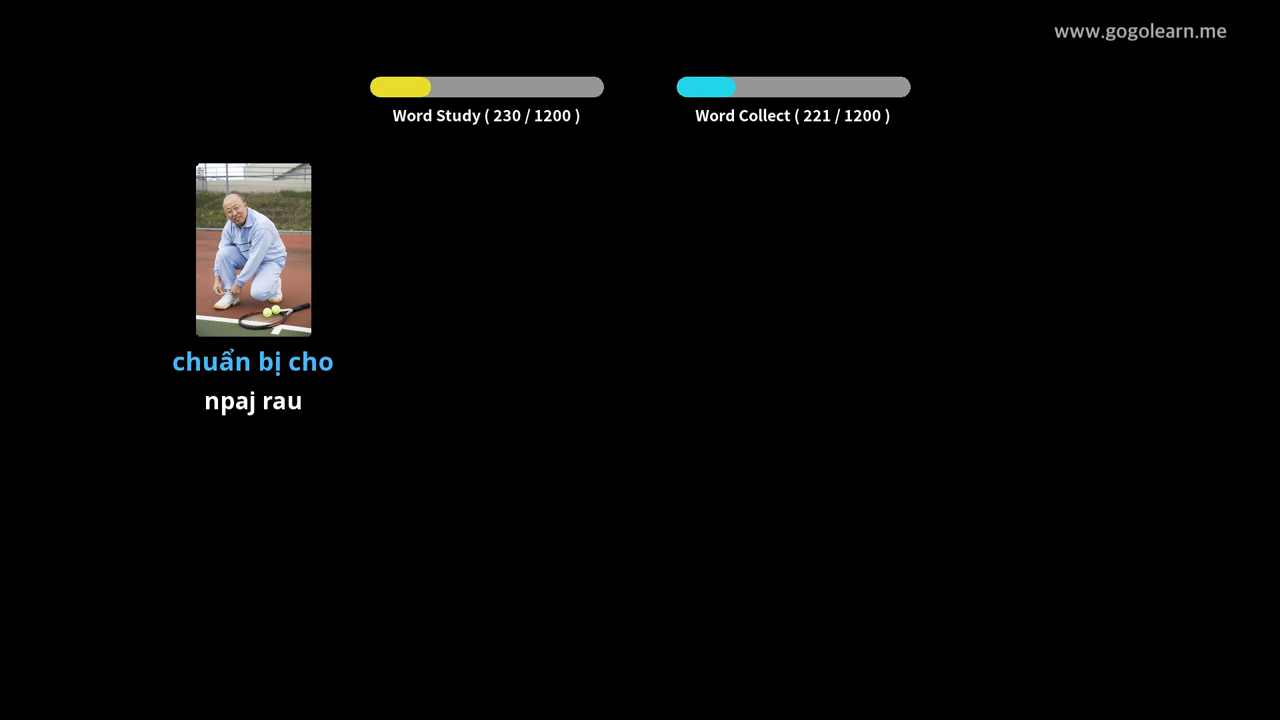 www.gogolearn.me
Word Study ( 230 / 1200 )
Word Collect ( 221 / 1200 )
chuẩn bị cho
npaj rau